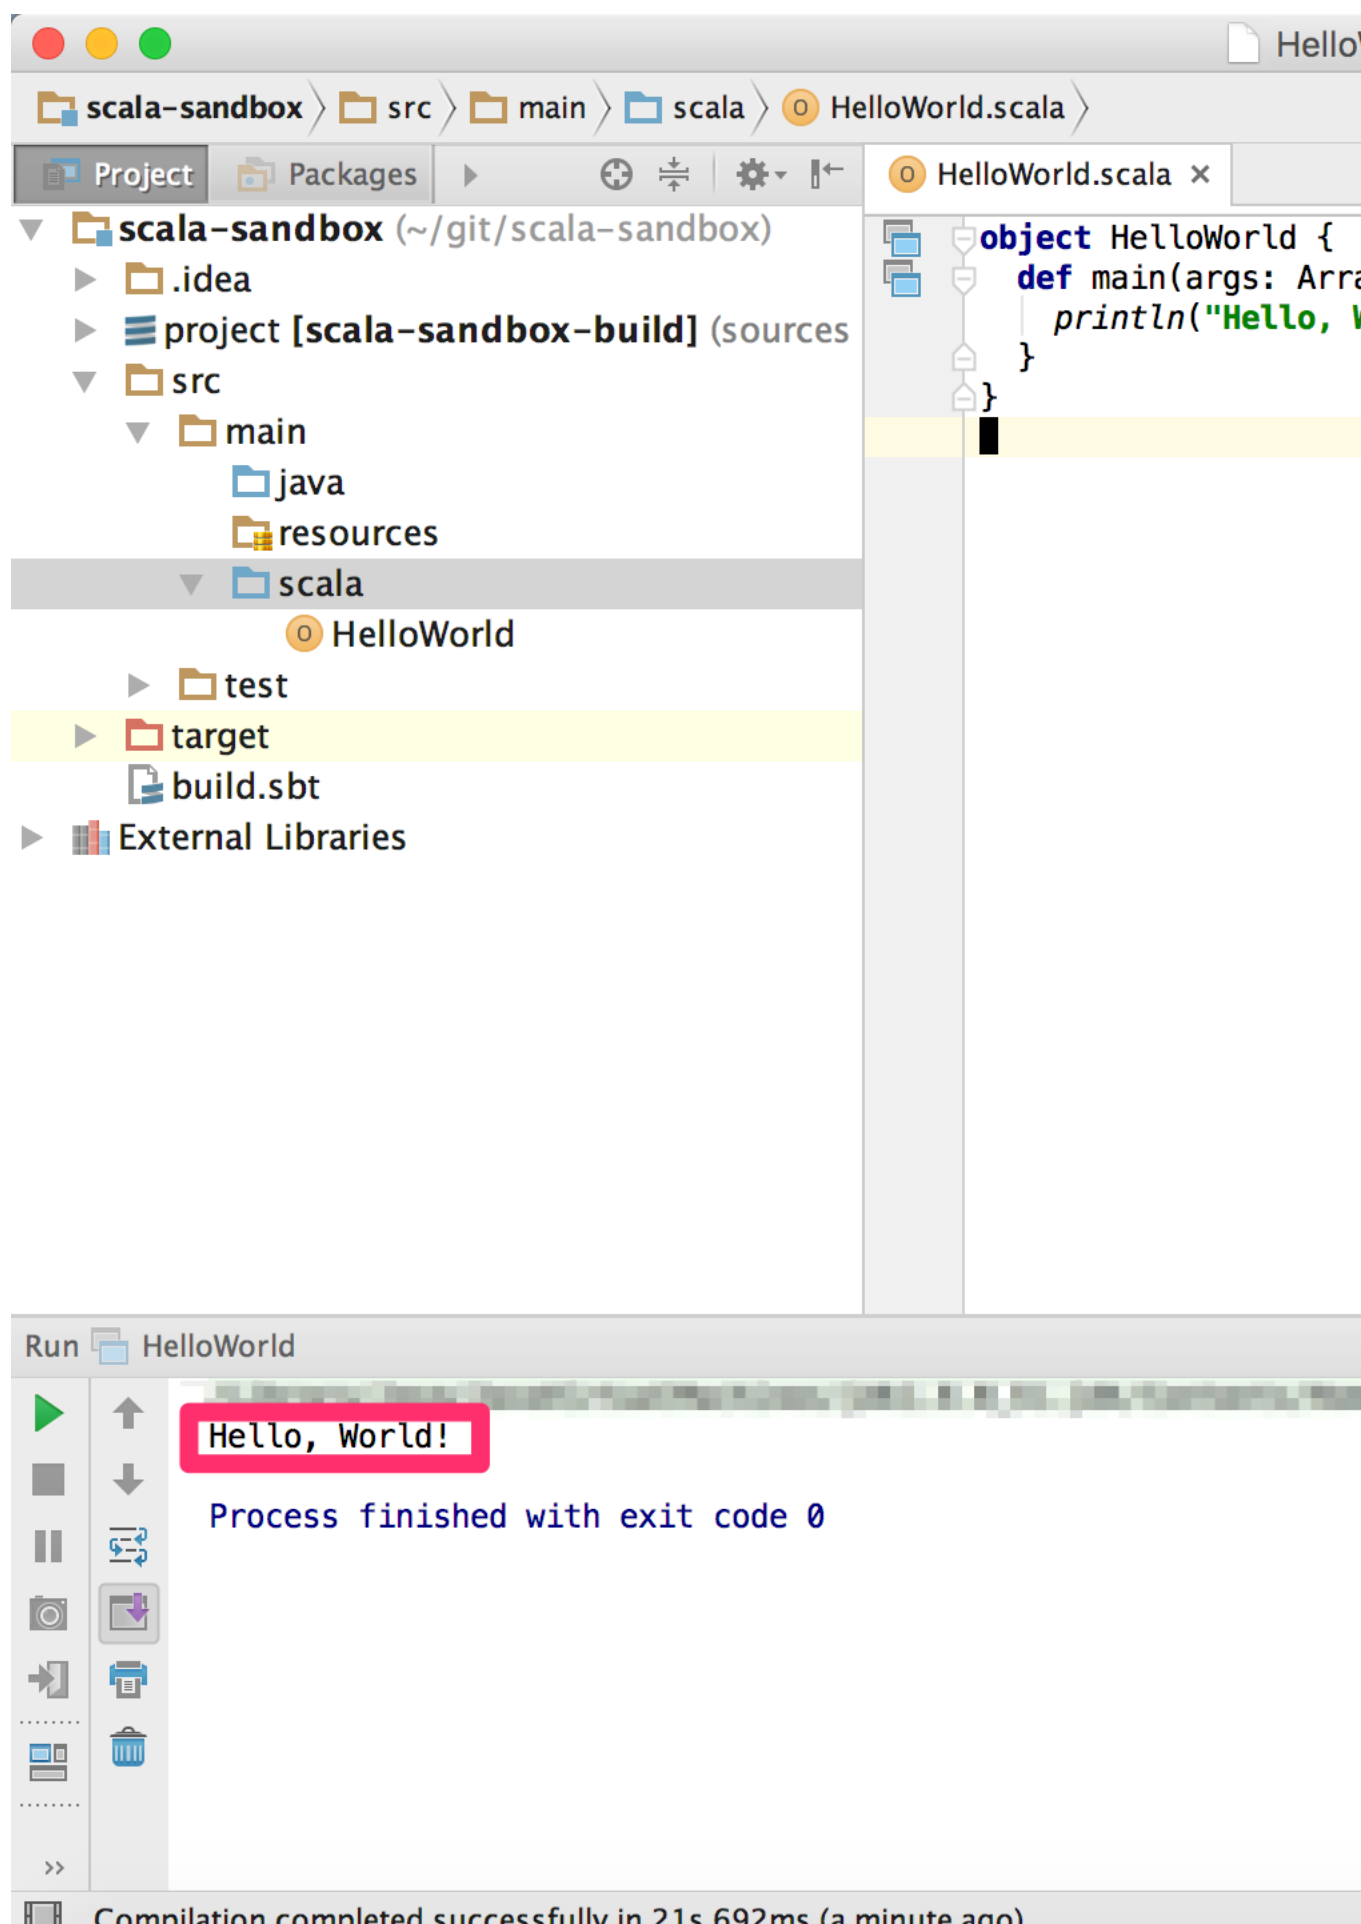 Hello
scala-sandbox src main scala HelloWorld.scala
Project Packages
HelloWorld.scala
scala-sandbox (~/git/scala-sandbox)
.idea
project [scala-sandbox-build] (sources
src
main
java
resources
scala
HelloWorld
test
target
build.sbt
External Libraries
object HelloWorld {
def main(args: Arra
println("Hello, W
}
}
Run HelloWorld
Hello, World!
Process finished with exit code 0
Compilation completed successfully in 21s 692ms (a minute ago)